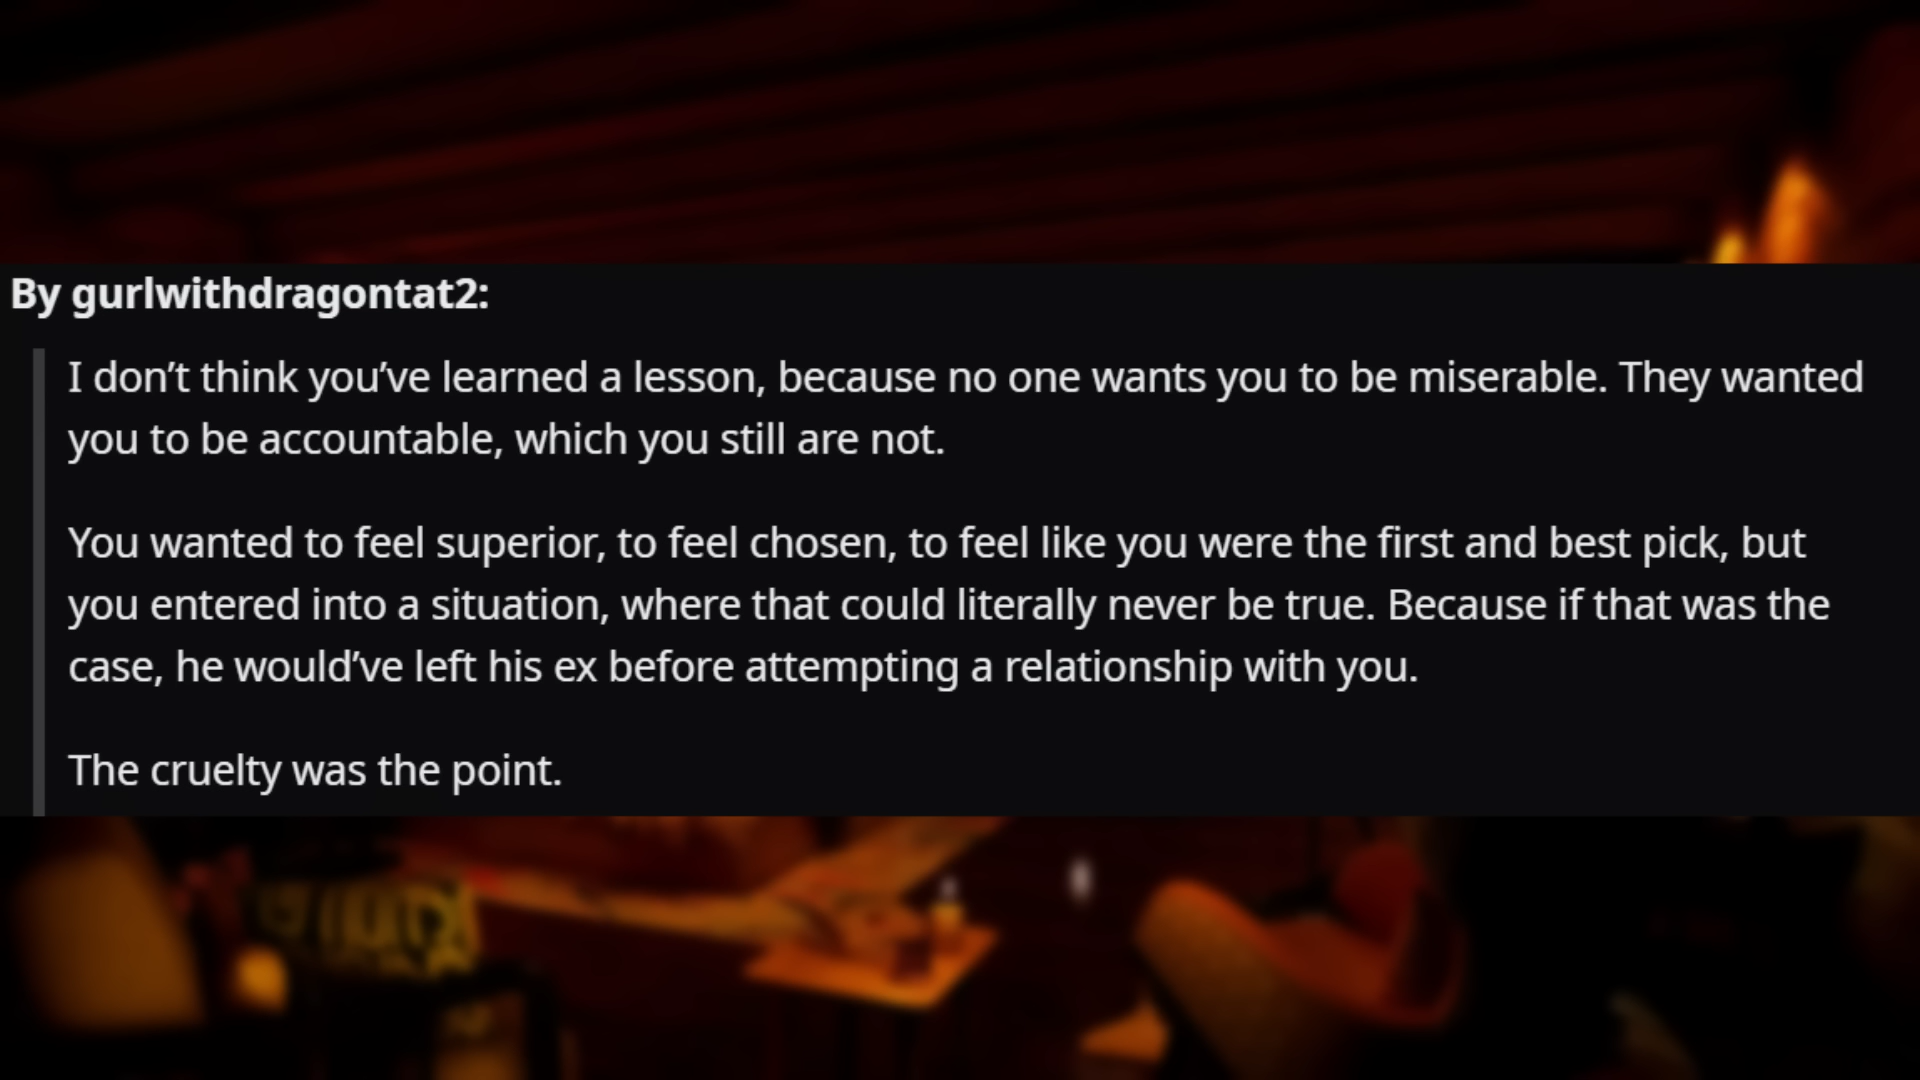 By gurlwithdragontat2:
I don’t think you’ve learned a lesson, because no one wants you to be miserable. They wanted
you to be accountable, which you still are not.
You wanted to feel superior, to feel chosen, to feel like you were the first and best pick, but
you entered into a situation, where that could literally never be true. Because if that was the
case, he would’ve left his ex before attempting a relationship with you.
The cruelty was the point.